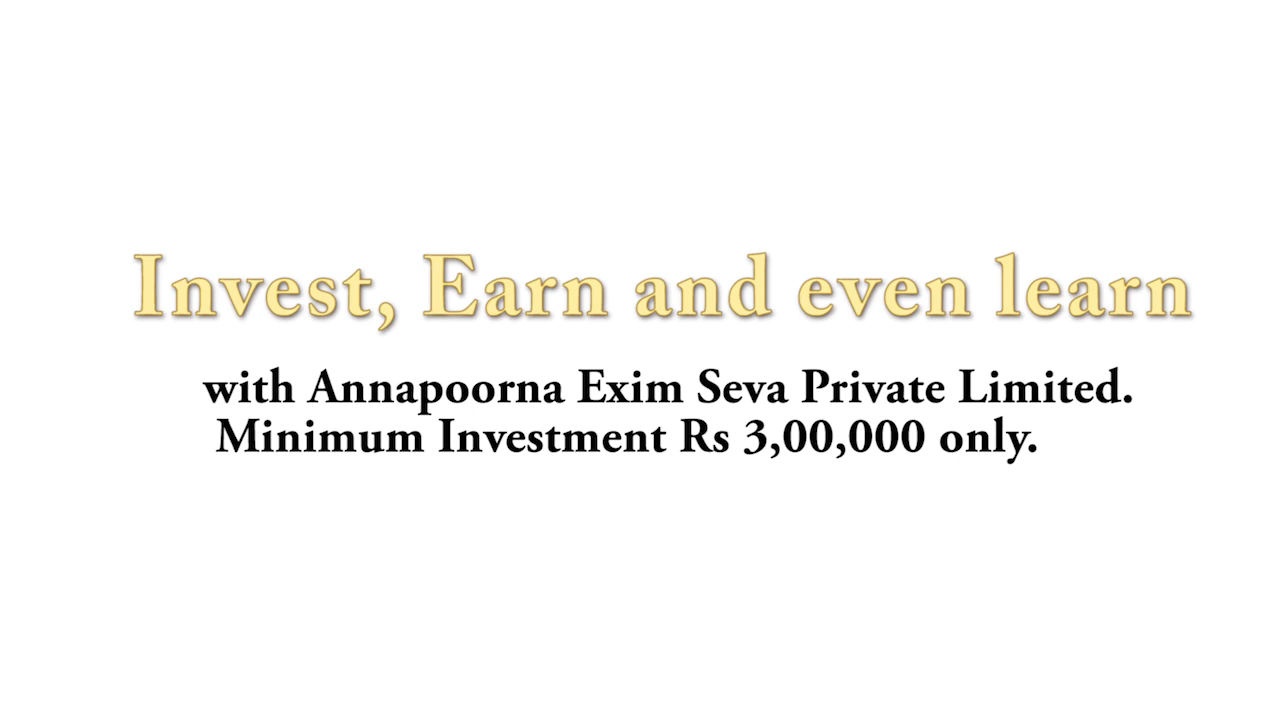 Invest, Earn and even learn
with Annapoorna Exim Seva Private Limited.
Minimum Investment Rs 3,00,000 only.